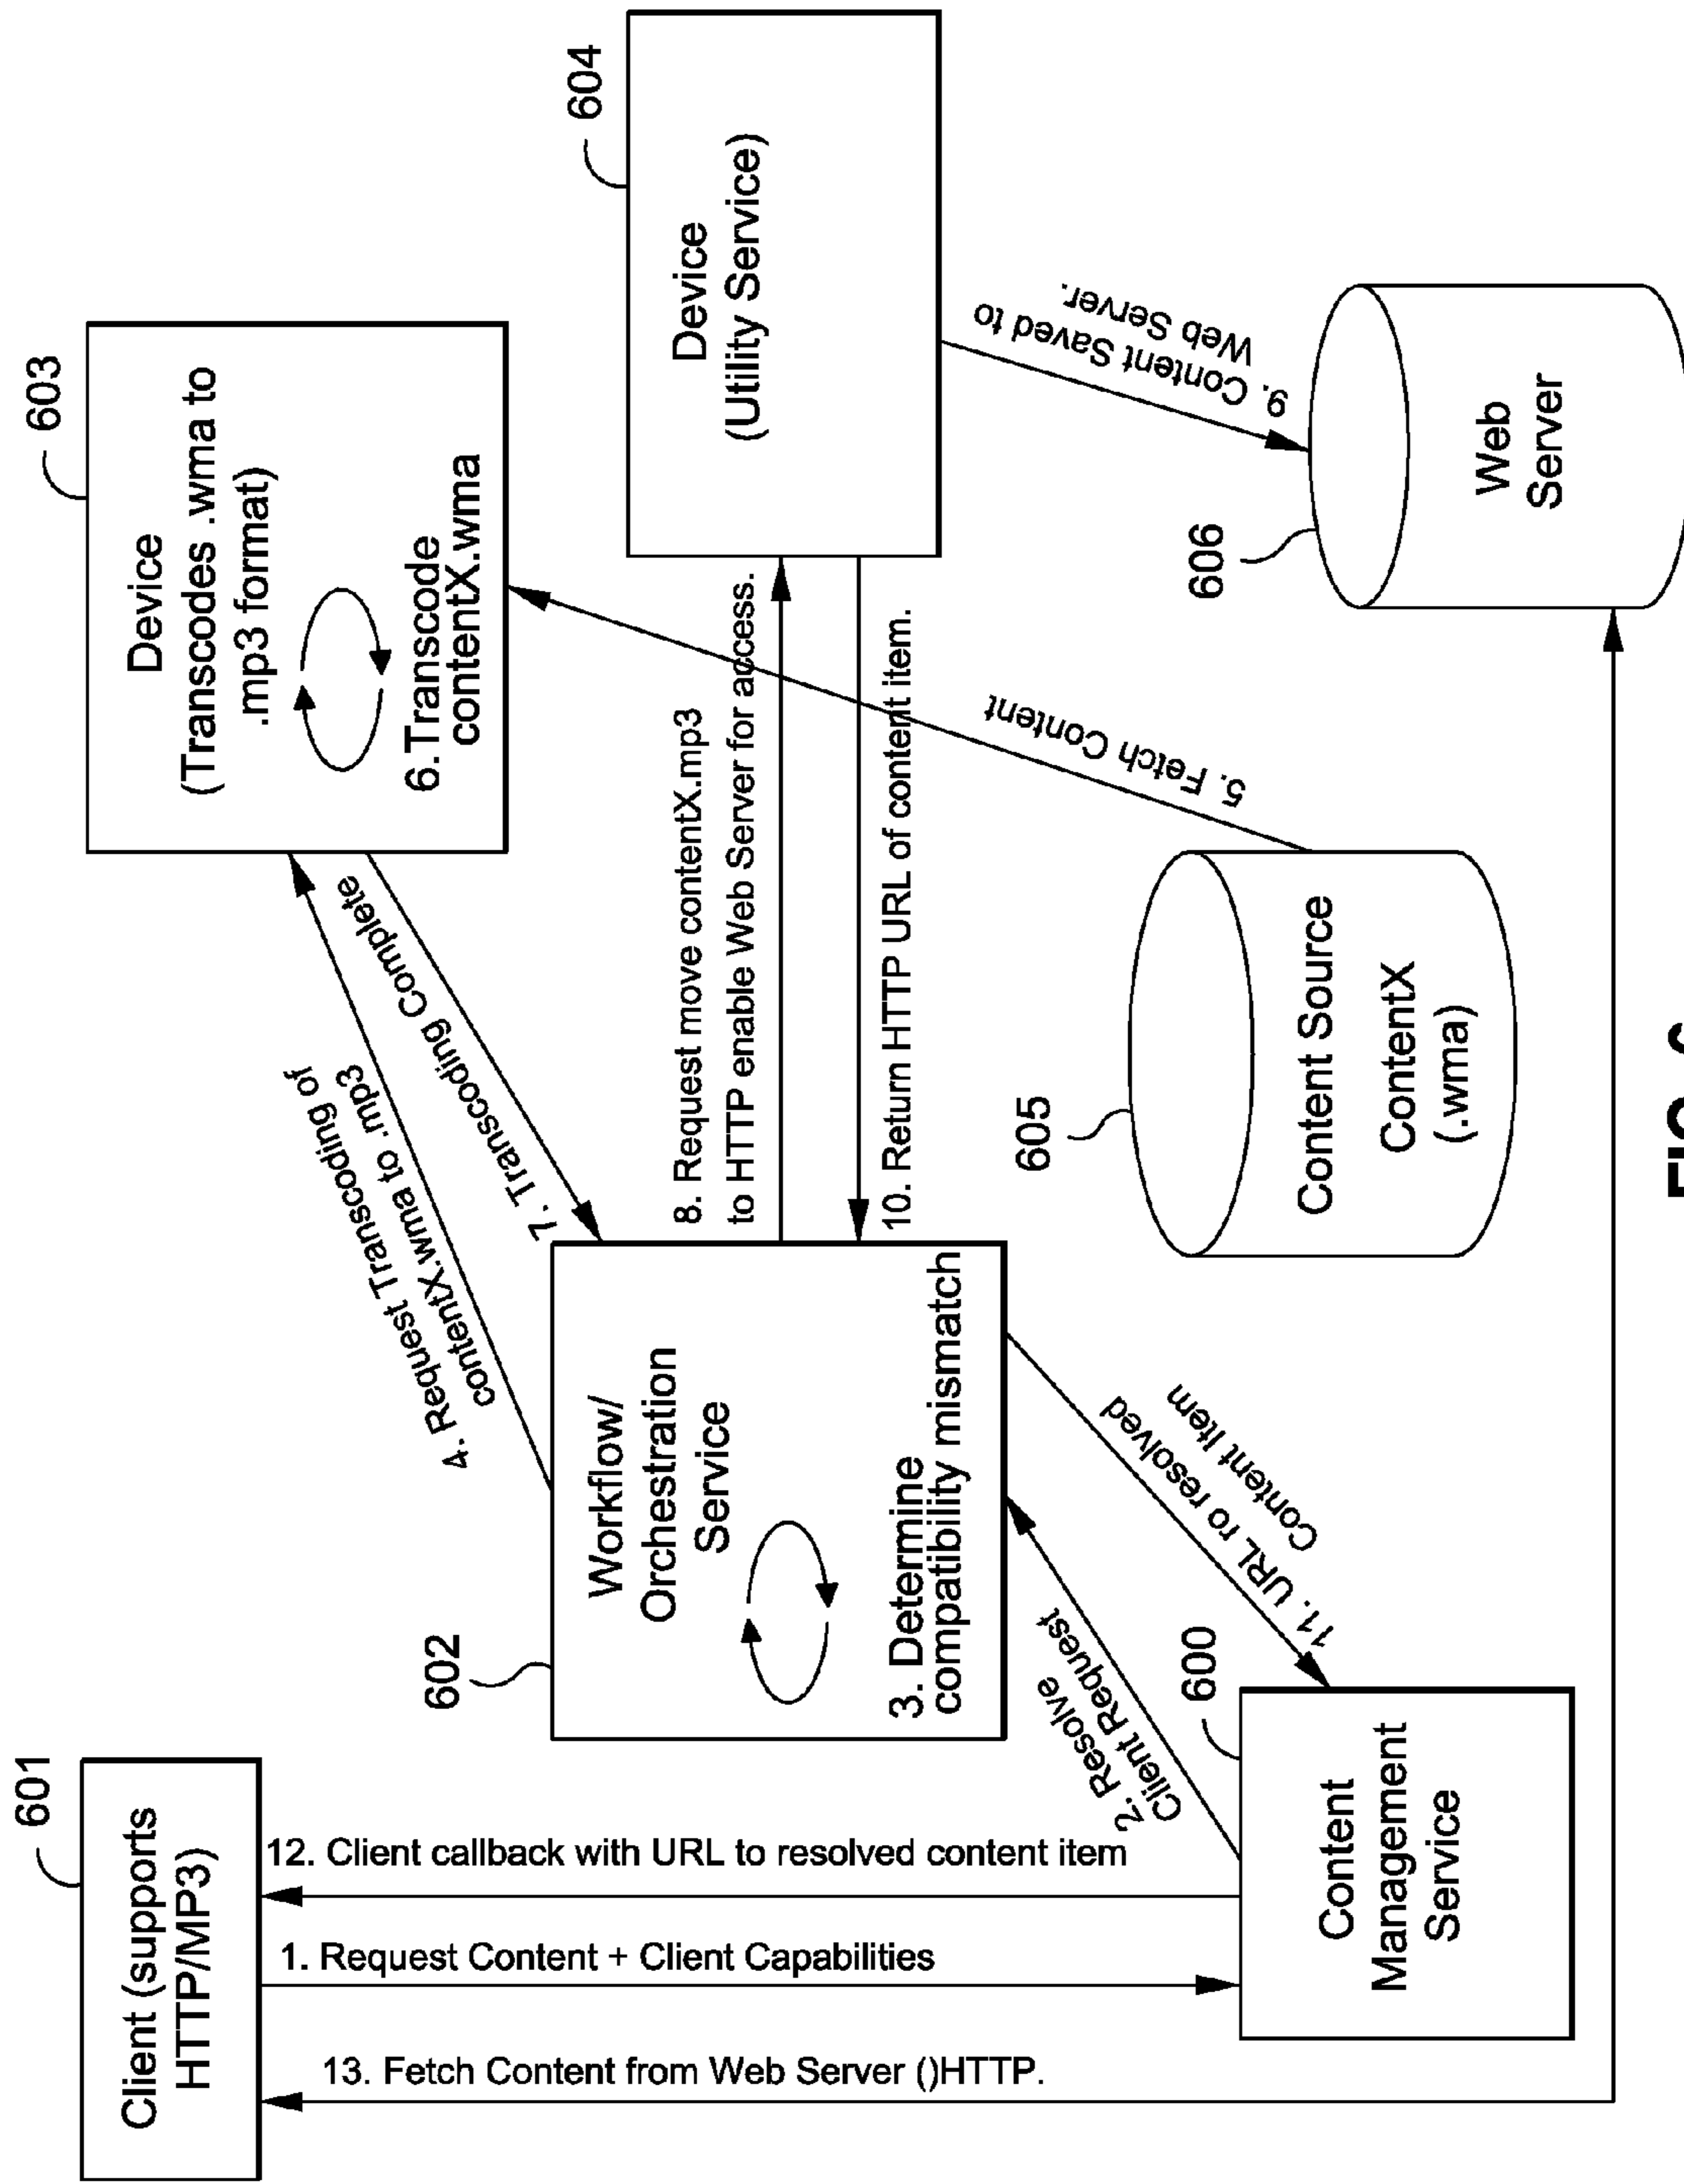 601
Client (supports
HTTP/MP3)
12. Client callback with URL to resolved content item
1. Request Content + Client Capabilities
13. Fetch Content from Web Server ()HTTP.
600
Content
Management
Service
2. Resolve
Client Request
11. URL ro resolved
Content Item
602
Workflow/
Orchestration
Service
3. Determine
compatibility mismatch
4. Request Transcoding of
contentX.wma to .mp3
7. Transcoding Complete
603
Device
(Transcodes .wma to
.mp3 format)
6.Transcode
contentX.wma
8. Request move contentX.mp3
to HTTP enable Web Server for access.
10. Return HTTP URL of content item.
5. Fetch Content
605
Content Source
ContentX
(.wma)
604
Device
(Utility Service)
9. Content Saved to
Web Server.
606
Web
Server